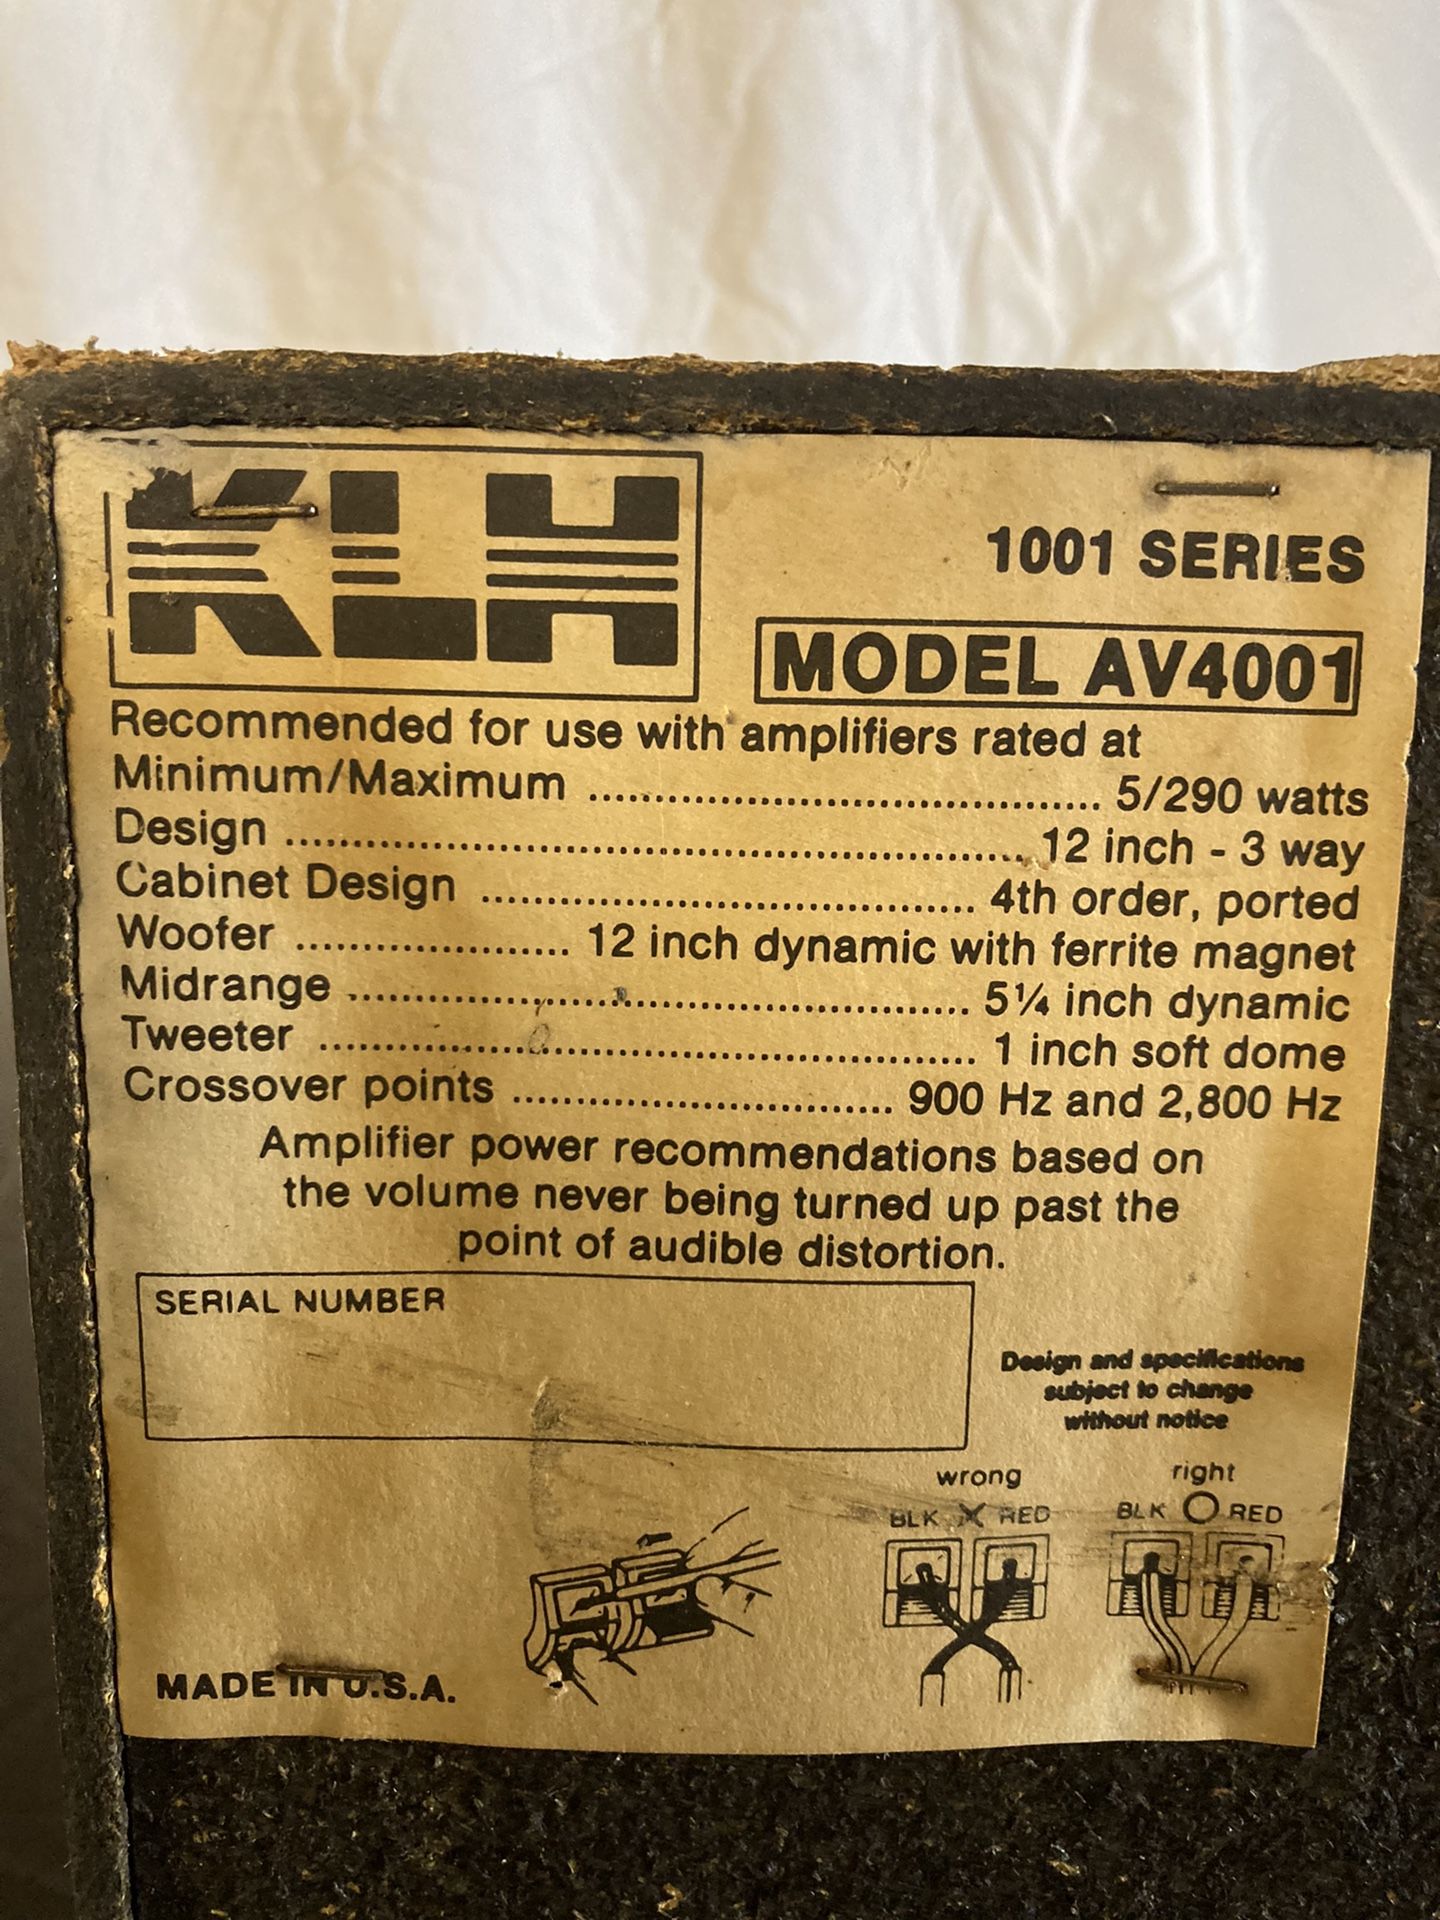 KLH
1001 SERIES
MODEL AV4001
Recommended for use with amplifiers rated at
Minimum/Maximum ........................................ 5/290 watts
Design ......................................................... 12 inch - 3 way
Cabinet Design ...................................... 4th order, ported
Woofer ..................... 12 inch dynamic with ferrite magnet
Midrange ................................................ 5¼ inch dynamic
Tweeter ................................................... 1 inch soft dome
Crossover points .............................. 900 Hz and 2,800 Hz
Amplifier power recommendations based on
the volume never being turned up past the
point of audible distortion.
SERIAL NUMBER
Design and specifications
subject to change
without notice
wrong
BLK X RED
right
BLK O RED
MADE IN U.S.A.